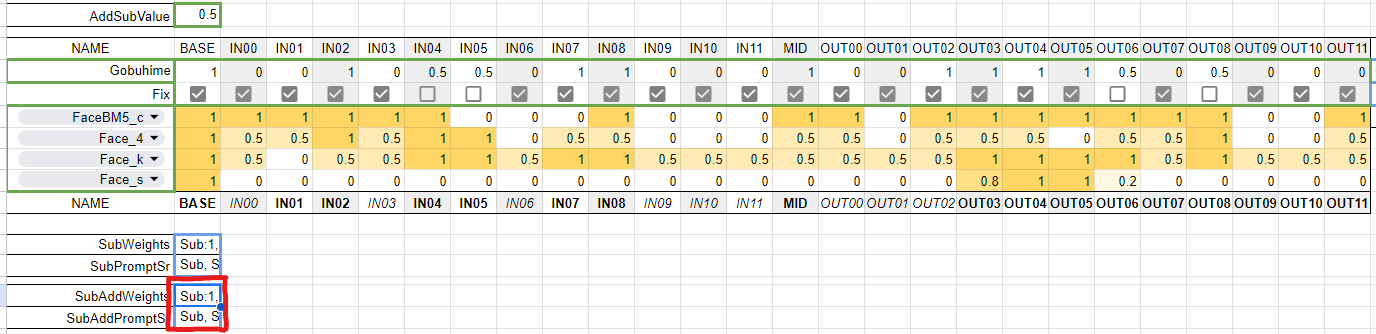 AddSubValue 0.5
NAME BASE IN00 IN01 IN02 IN03 IN04 IN05 IN06 IN07 IN08 IN09 IN10 IN11 MID OUT00 OUT01 OUT02 OUT03 OUT04 OUT05 OUT06 OUT07 OUT08 OUT09 OUT10 OUT11
Gobuhime 1 0 0 1 0 0.5 0.5 0 1 1 0 0 0 1 0 0 1 1 1 1 0.5 0 0.5 0 0 0
Fix
FaceBM5_c 1 1 1 1 1 1 0 0 0 1 0 0 0 1 1 0 1 1 1 1 1 1 1 0 0 1
Face_4 1 0.5 0.5 1 0.5 1 1 0 0.5 0.5 0 0 0 0.5 0.5 0 0.5 0.5 0.5 0 0.5 0.5 1 0 0 0.5
Face_k 1 0.5 0 0.5 0.5 1 1 0.5 1 1 0.5 0.5 0.5 0.5 0.5 0.5 0.5 1 1 1 1 0.5 1 0.5 0.5 0.5
Face_s 1 0 0 0 0 0 0 0 0 0 0 0 0 0 0 0 0 0.8 1 1 0.2 0 0 0 0 0
NAME BASE IN00 IN01 IN02 IN03 IN04 IN05 IN06 IN07 IN08 IN09 IN10 IN11 MID OUT00 OUT01 OUT02 OUT03 OUT04 OUT05 OUT06 OUT07 OUT08 OUT09 OUT10 OUT11
SubWeights Sub:1,
SubPromptSr Sub, S
SubAddWeights Sub:1,
SubAddPromptS Sub, S